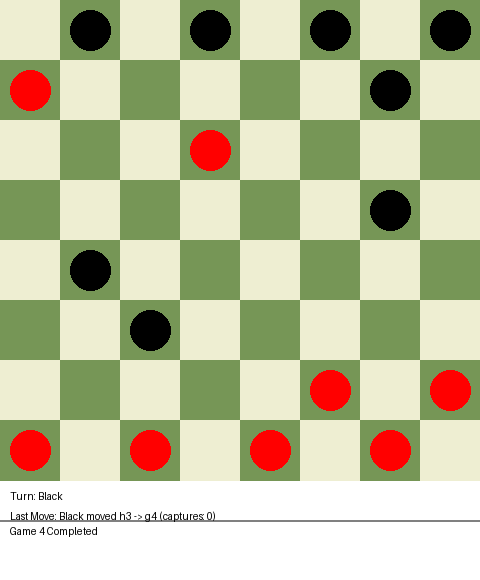 Turn: Black
Last Move: Black moved h3 -> g4 (captures: 0)
Game 4 Completed